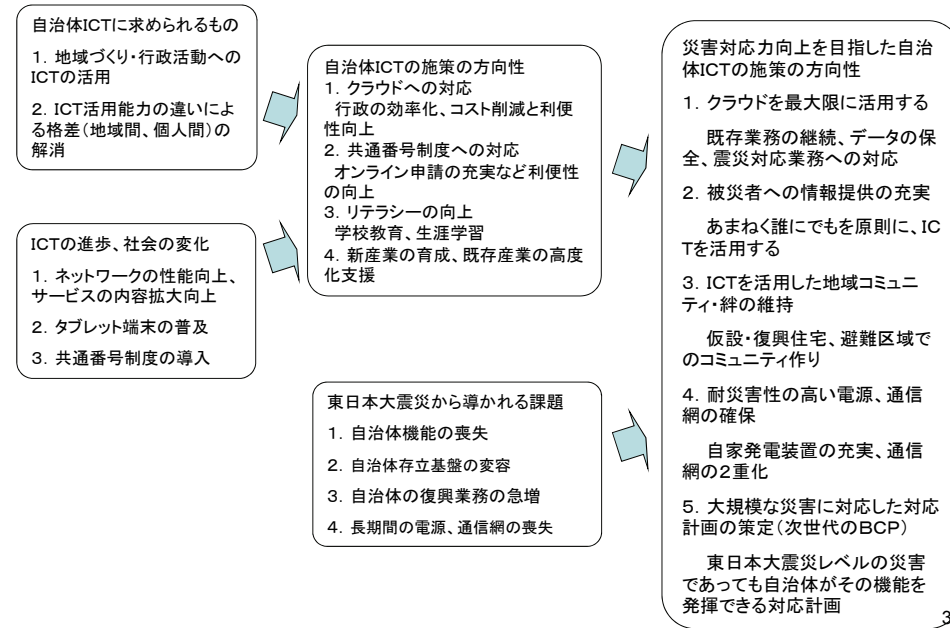 自治体ICTに求められるもの
1．地域づくり・行政活動への
ICTの活用
2．ICT活用能力の違いによ
る格差（地域間、個人間）の
解消
ICTの進歩、社会の変化
1．ネットワークの性能向上、
サービスの内容拡大向上
2．タブレット端末の普及
3．共通番号制度の導入
自治体ICTの施策の方向性
1．クラウドへの対応
行政の効率化、コスト削減と利便
性向上
2．共通番号制度への対応
オンライン申請の充実など利便性
の向上
3．リテラシーの向上
学校教育、生涯学習
4．新産業の育成、既存産業の高度
化支援
東日本大震災から導かれる課題
1．自治体機能の喪失
2．自治体存立基盤の変容
3．自治体の復興業務の急増
4．長期間の電源、通信網の喪失
災害対応力向上を目指した自治
体ICTの施策の方向性
1．クラウドを最大限に活用する
既存業務の継続、データの保
全、震災対応業務への対応
2．被災者への情報提供の充実
あまねく誰にでもを原則に、IC
Tを活用する
3．ICTを活用した地域コミュニ
ティ・絆の維持
仮設・復興住宅、避難区域で
のコミュニティ作り
4．耐災害性の高い電源、通信
網の確保
自家発電装置の充実、通信
網の2重化
5．大規模な災害に対応した対応
計画の策定（次世代のBCP）
東日本大震災レベルの災害
であっても自治体がその機能を
発揮できる対応計画
3